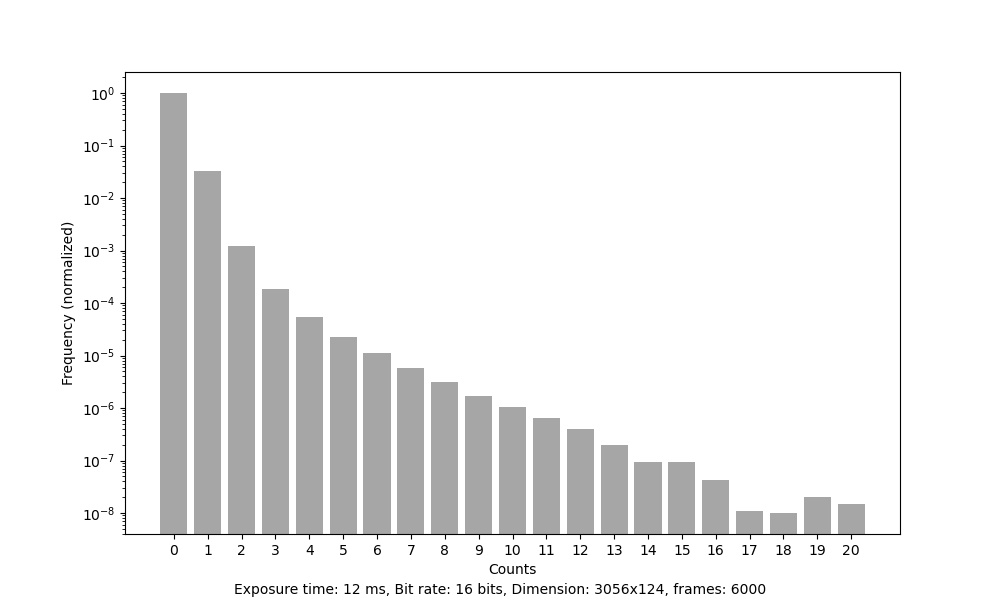 Frequency (normalized)
10⁰
10⁻¹
10⁻²
10⁻³
10⁻⁴
10⁻⁵
10⁻⁶
10⁻⁷
10⁻⁸
0 1 2 3 4 5 6 7 8 9 10 11 12 13 14 15 16 17 18 19 20
Counts
Exposure time: 12 ms, Bit rate: 16 bits, Dimension: 3056x124, frames: 6000